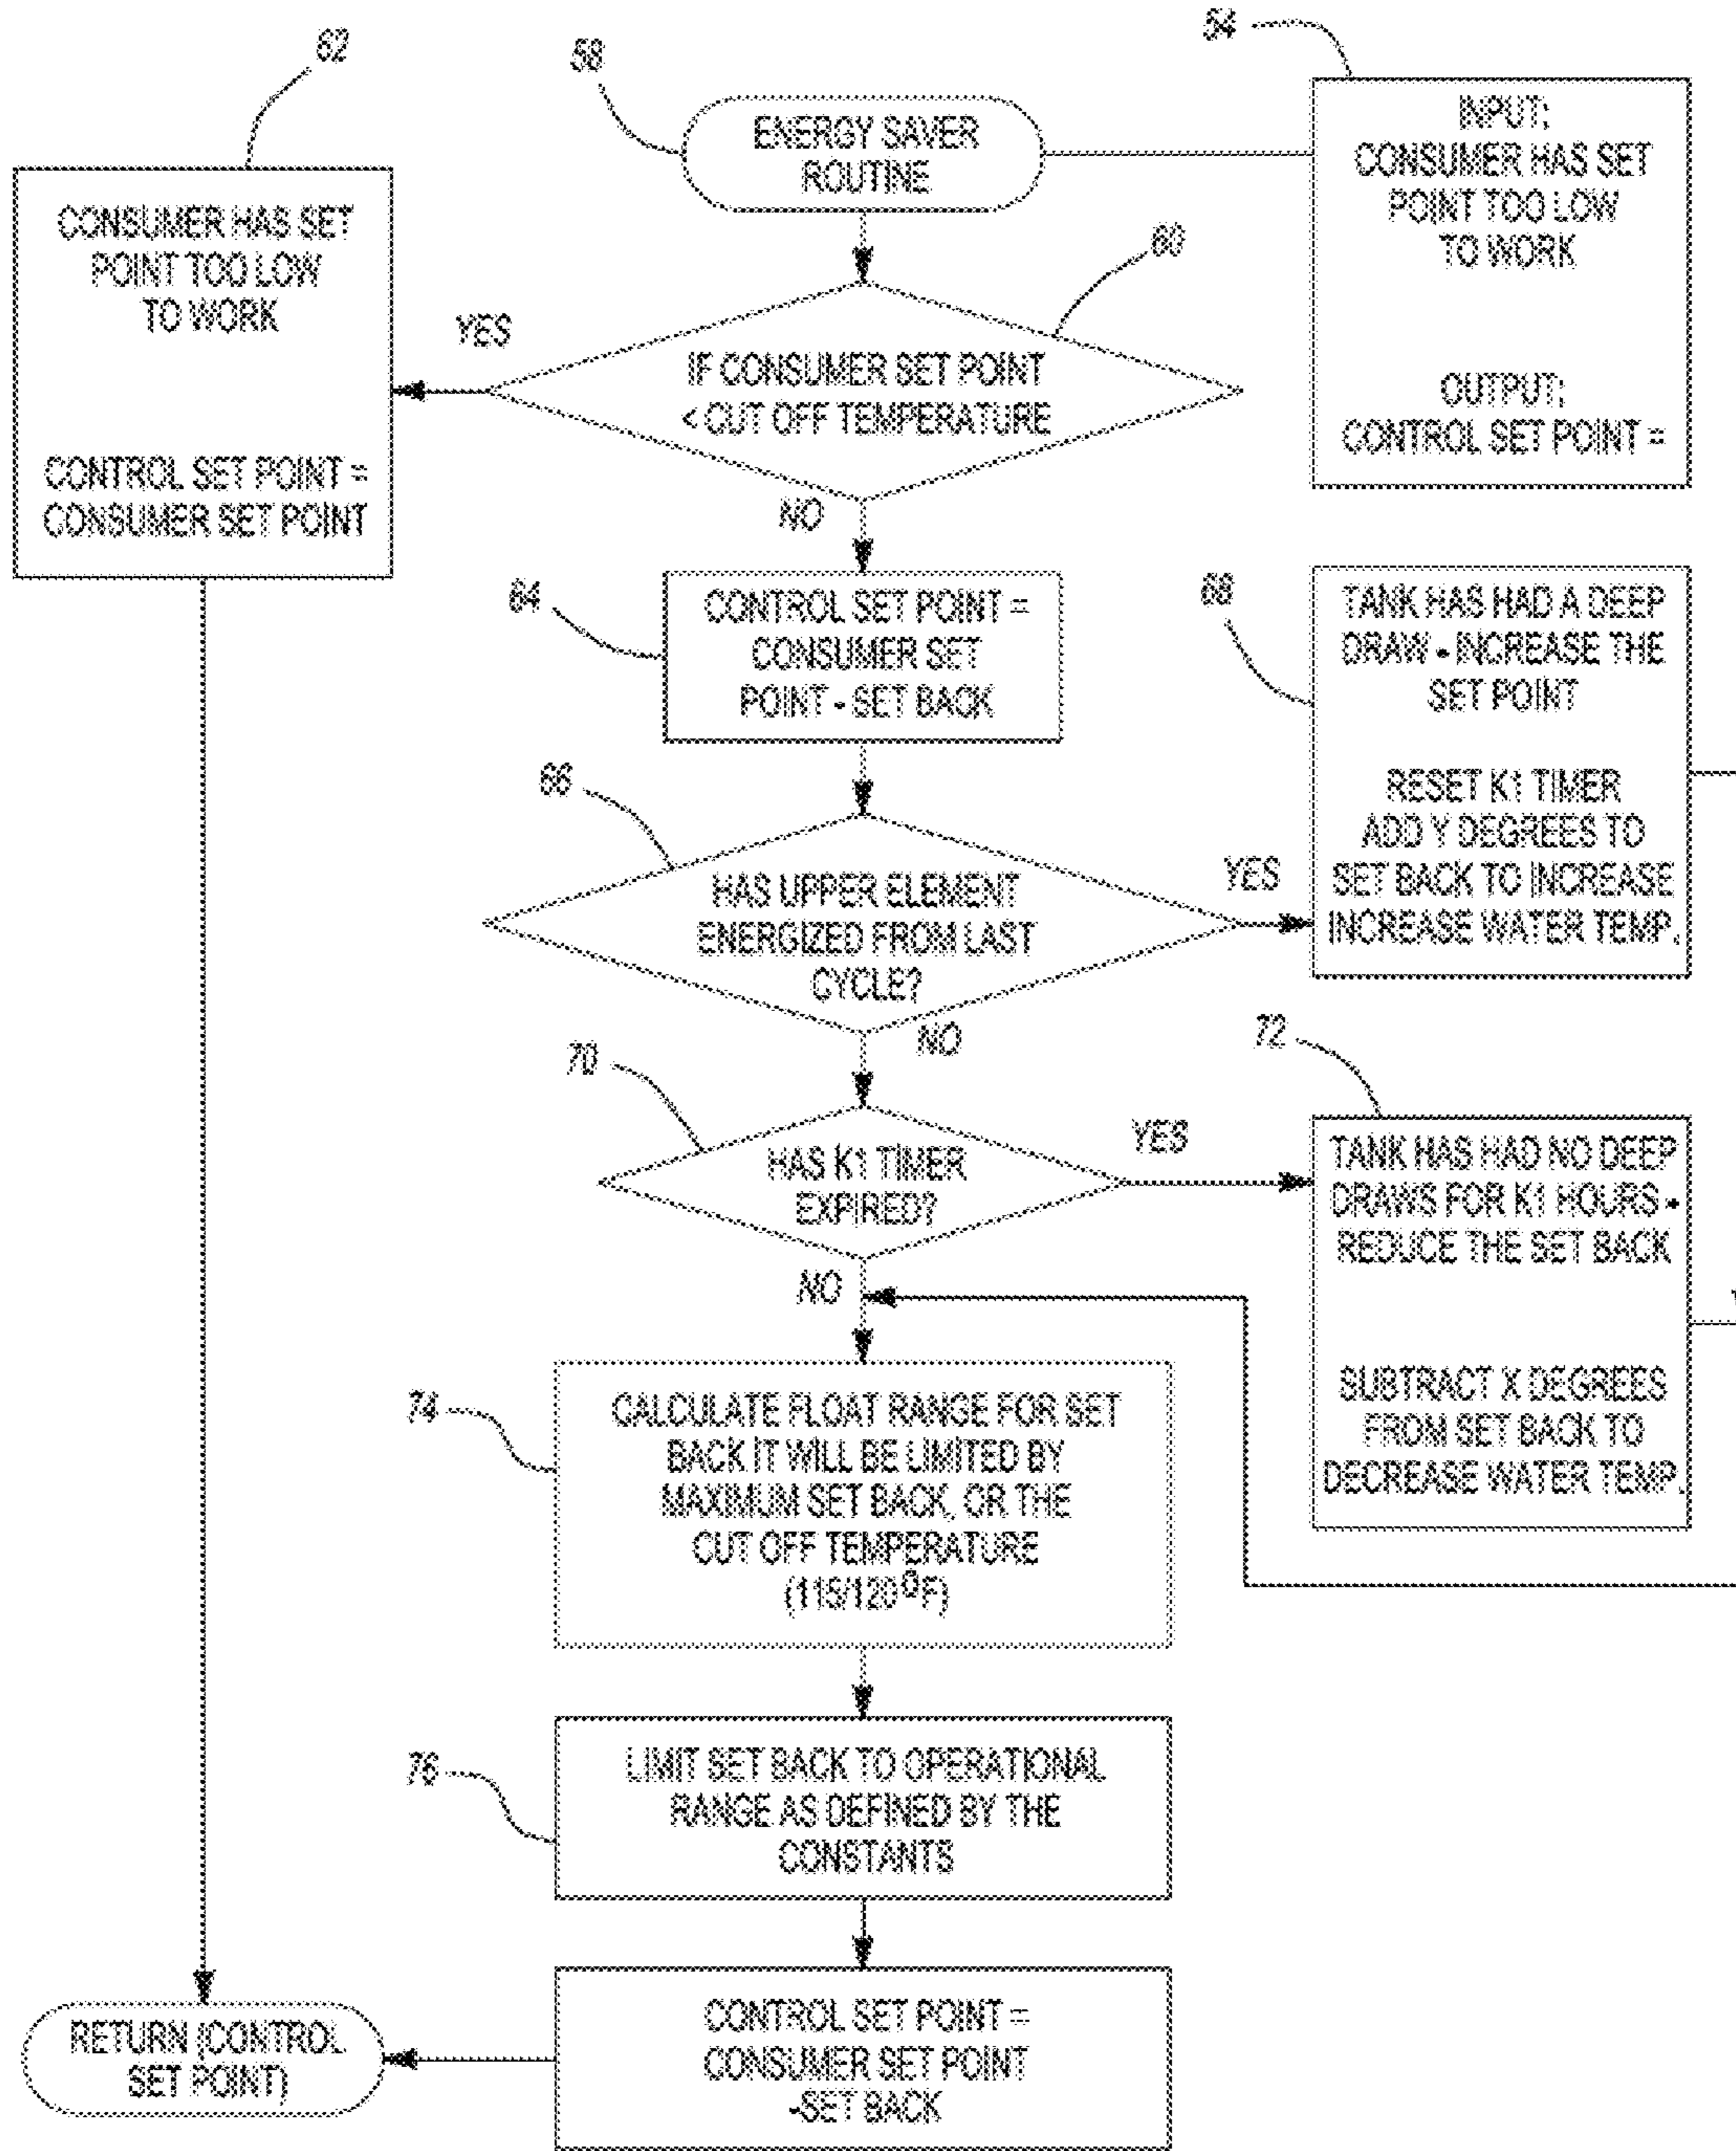 62
CONSUMER HAS SET
POINT TOO LOW
TO WORK
CONTROL SET POINT =
CONSUMER SET POINT
58
ENERGY SAVER
ROUTINE
54
INPUT;
CONSUMER HAS SET
POINT TOO LOW
TO WORK
OUTPUT;
CONTROL SET POINT =
60
YES
IF CONSUMER SET POINT
< CUT OFF TEMPERATURE
NO
64
CONTROL SET POINT =
CONSUMER SET
POINT - SET BACK
66
HAS UPPER ELEMENT
ENERGIZED FROM LAST
CYCLE?
YES
NO
68
TANK HAS HAD A DEEP
DRAW - INCREASE THE
SET POINT
RESET K1 TIMER
ADD Y DEGREES TO
SET BACK TO INCREASE
INCREASE WATER TEMP.
70
HAS K1 TIMER
EXPIRED?
YES
NO
72
TANK HAS HAD NO DEEP
DRAWS FOR K1 HOURS -
REDUCE THE SET BACK
SUBTRACT X DEGREES
FROM SET BACK TO
DECREASE WATER TEMP.
74
CALCULATE FLOAT RANGE FOR SET
BACK IT WILL BE LIMITED BY
MAXIMUM SET BACK, OR THE
CUT OFF TEMPERATURE
(115/120°F)
76
LIMIT SET BACK TO OPERATIONAL
RANGE AS DEFINED BY THE
CONSTANTS
CONTROL SET POINT =
CONSUMER SET POINT
-SET BACK
RETURN (CONTROL
SET POINT)